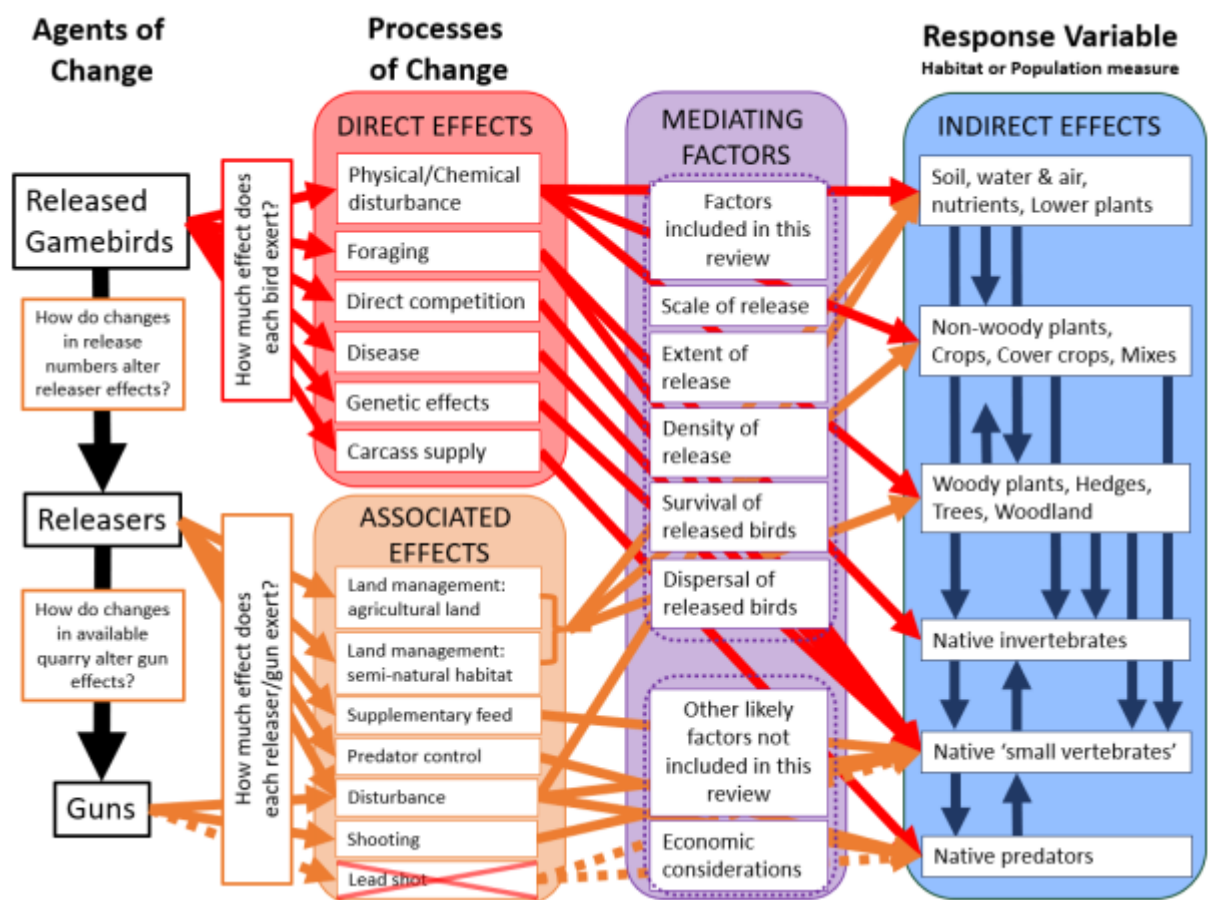 Agents of
Change
Processes
of Change
Response Variable
Habitat or Population measure
Released
Gamebirds
How do changes
in release
numbers alter
releaser effects?
Releasers
How do changes
in available
quarry alter gun
effects?
Guns
How much effect does
each bird exert?
How much effect does
each releaser/gun exert?
DIRECT EFFECTS
Physical/Chemical
disturbance
Foraging
Direct competition
Disease
Genetic effects
Carcass supply
ASSOCIATED
EFFECTS
Land management:
agricultural land
Land management:
semi-natural habitat
Supplementary feed
Predator control
Disturbance
Shooting
Lead shot
MEDIATING
FACTORS
Factors
included in this
review
Scale of release
Extent of
release
Density of
release
Survival of
released birds
Dispersal of
released birds
Other likely
factors not
included in this
review
Economic
considerations
INDIRECT EFFECTS
Soil, water & air,
nutrients, Lower plants
Non-woody plants,
Crops, Cover crops, Mixes
Woody plants, Hedges,
Trees, Woodland
Native invertebrates
Native ‘small vertebrates’
Native predators